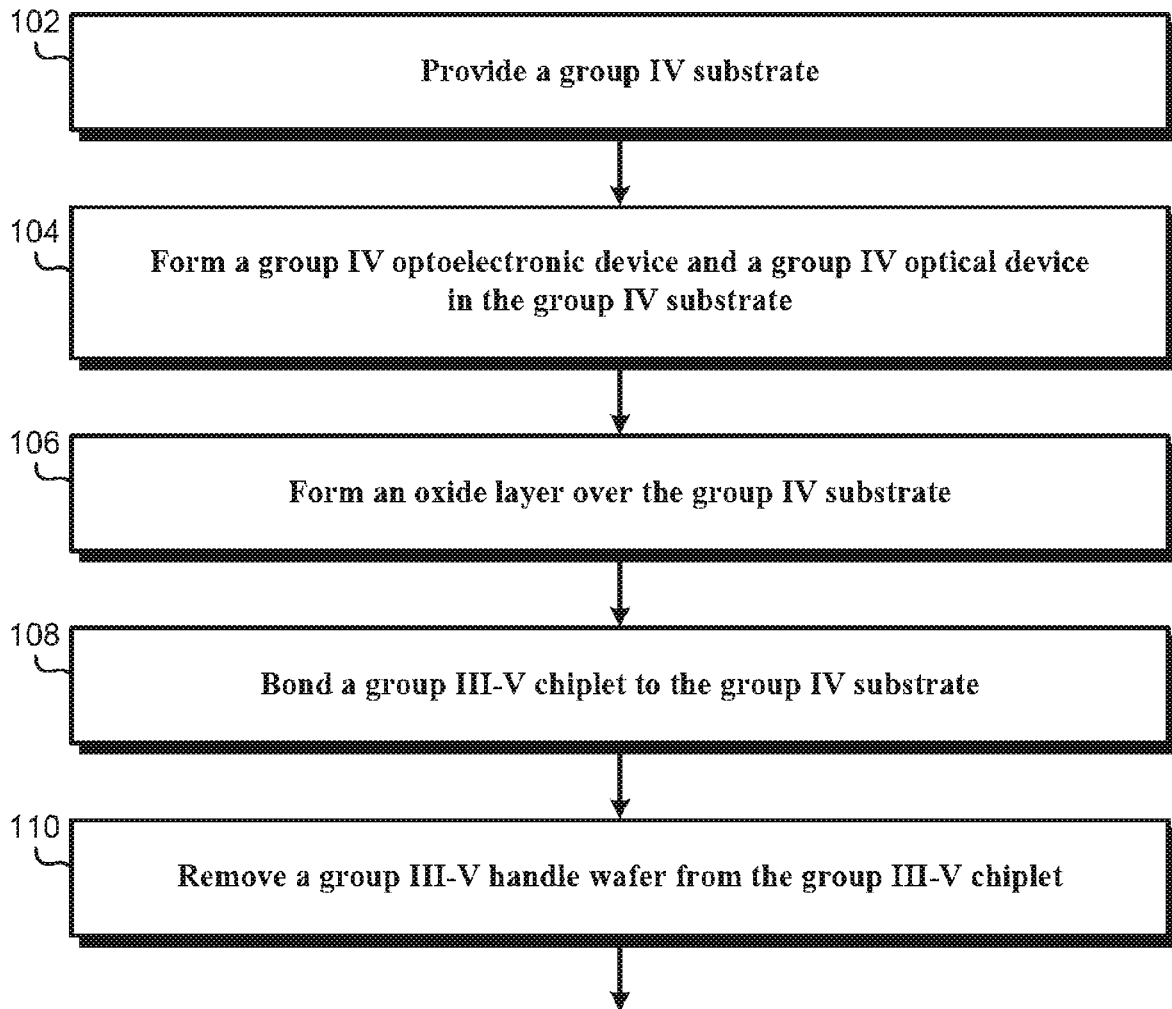 102
Provide a group IV substrate
104
Form a group IV optoelectronic device and a group IV optical device
in the group IV substrate
106
Form an oxide layer over the group IV substrate
108
Bond a group III-V chiplet to the group IV substrate
110
Remove a group III-V handle wafer from the group III-V chiplet